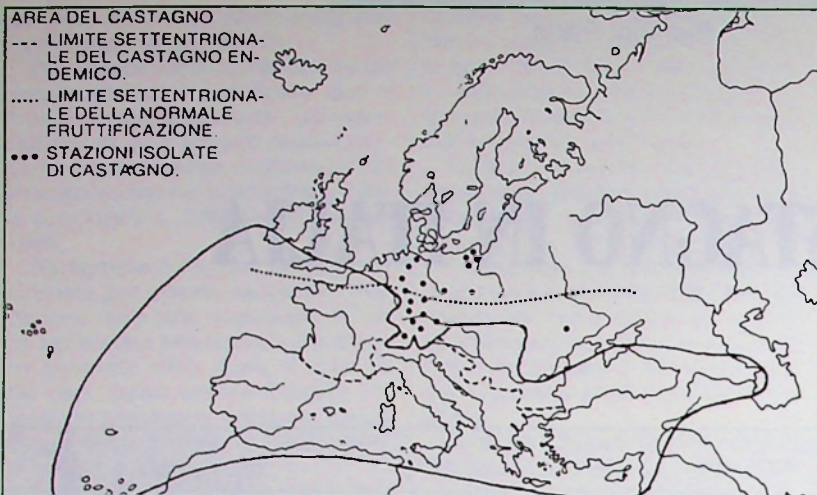 AREA DEL CASTAGNO
--- LIMITE SETTENTRIONA-
LE DEL CASTAGNO EN-
DEMICO.
..... LIMITE SETTENTRIONA-
LE DELLA NORMALE
FRUTTIFICAZIONE.
••• STAZIONI ISOLATE
DI CASTAGNO.